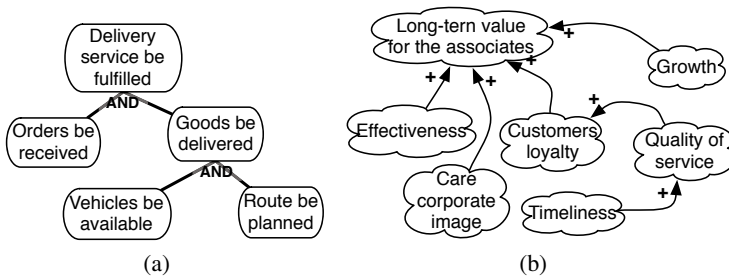 Delivery
service be
fulfilled
AND
Orders be
received
Goods be
delivered
AND
Vehicles be
available
Route be
planned
(a)
Long-tern value
for the associates
+
+
+
+
Growth
Effectiveness
Customers
loyalty
+
Quality of
service
Care
corporate
image
Timeliness
+
(b)